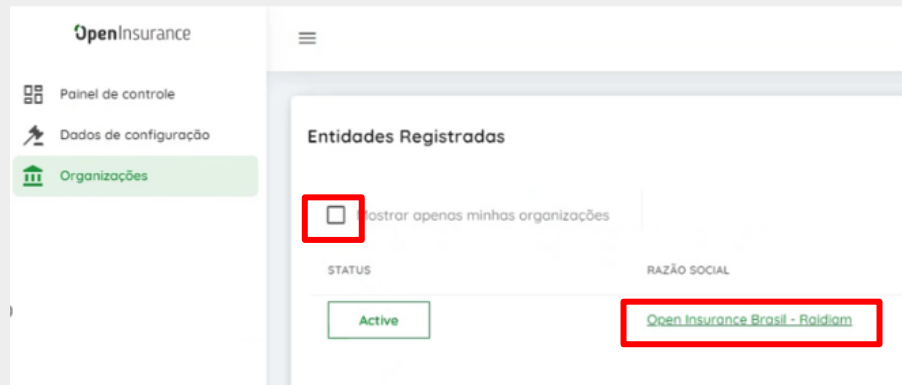 OpenInsurance
Painel de controle
Dados de configuração
Organizações
Entidades Registradas
Mostrar apenas minhas organizações
STATUS
RAZÃO SOCIAL
Active
Open Insurance Brasil - Raidiam